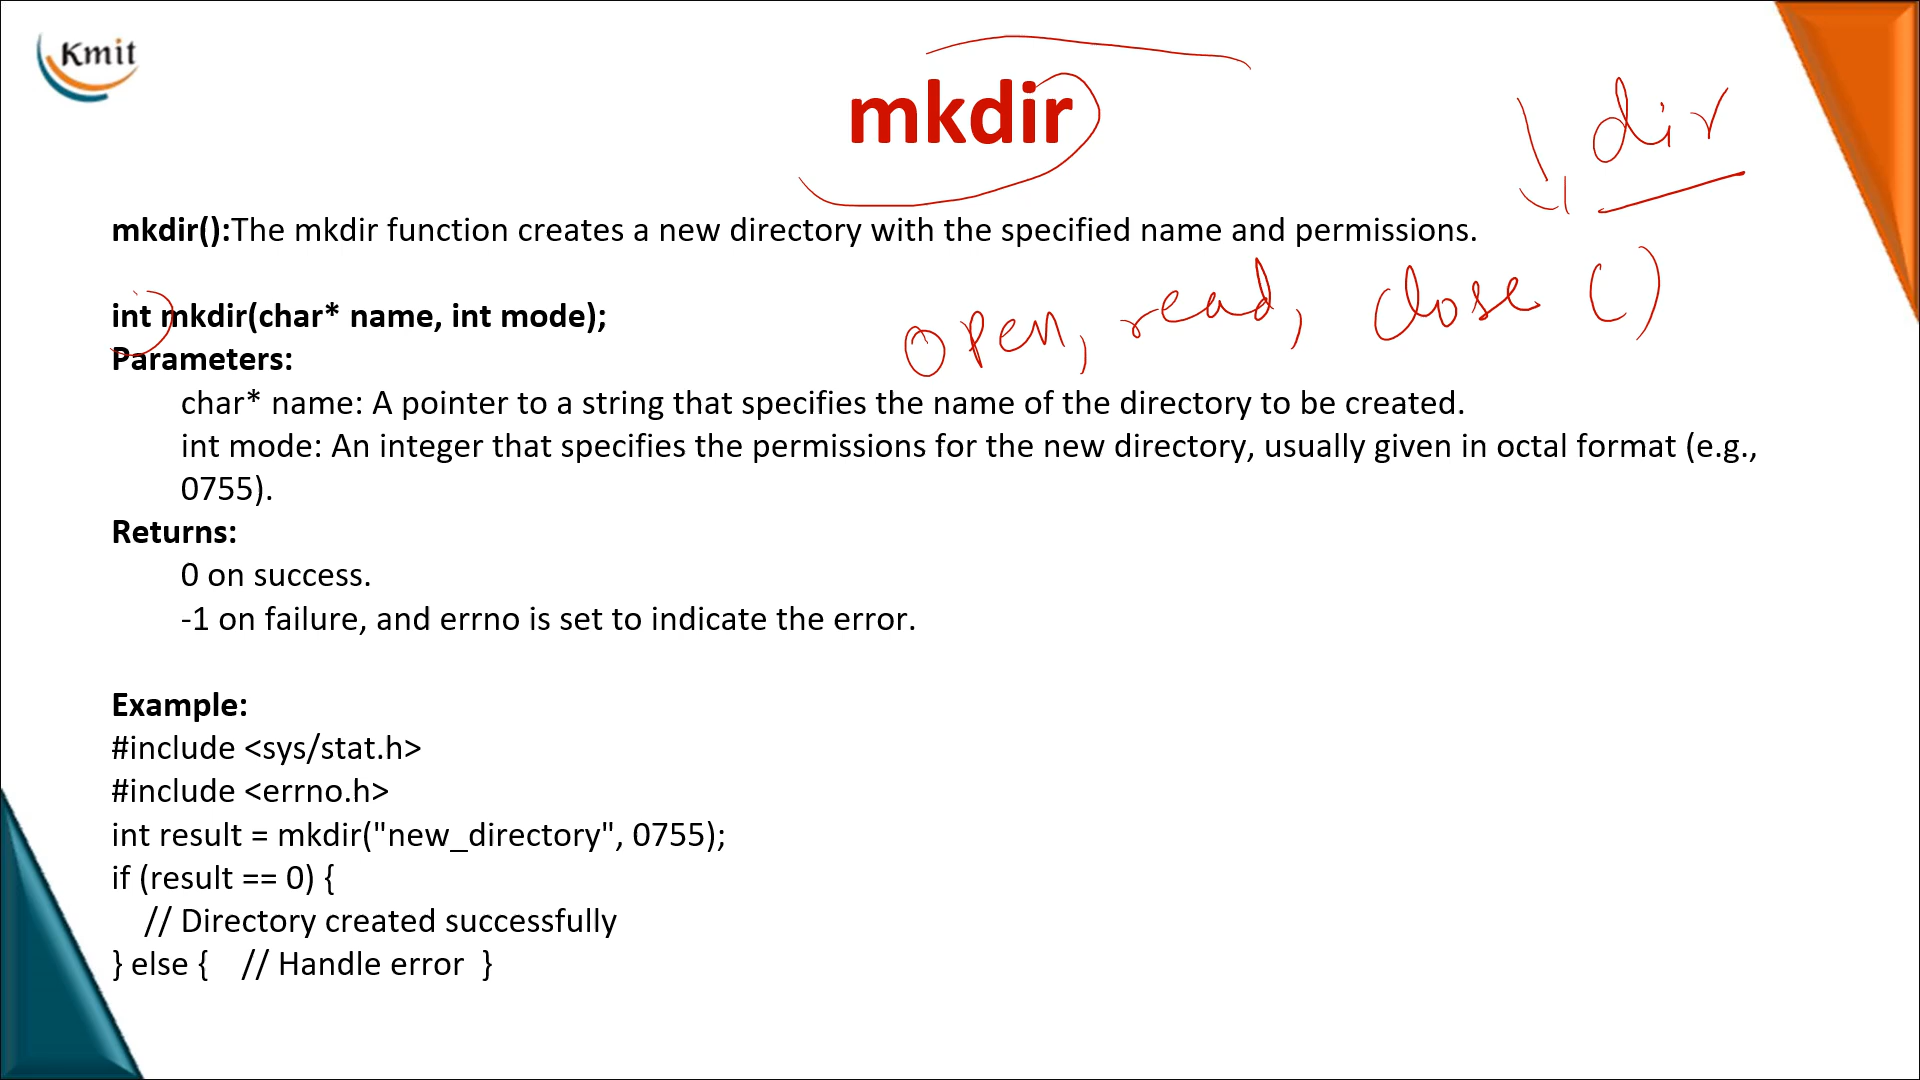 Kmit
mkdir
dir
mkdir():The mkdir function creates a new directory with the specified name and permissions.
int mkdir(char* name, int mode);
open, read, close ()
Parameters:
char* name: A pointer to a string that specifies the name of the directory to be created.
int mode: An integer that specifies the permissions for the new directory, usually given in octal format (e.g.,
0755).
Returns:
0 on success.
-1 on failure, and errno is set to indicate the error.
Example:
#include <sys/stat.h>
#include <errno.h>
int result = mkdir("new_directory", 0755);
if (result == 0) {
// Directory created successfully
} else {    // Handle error  }